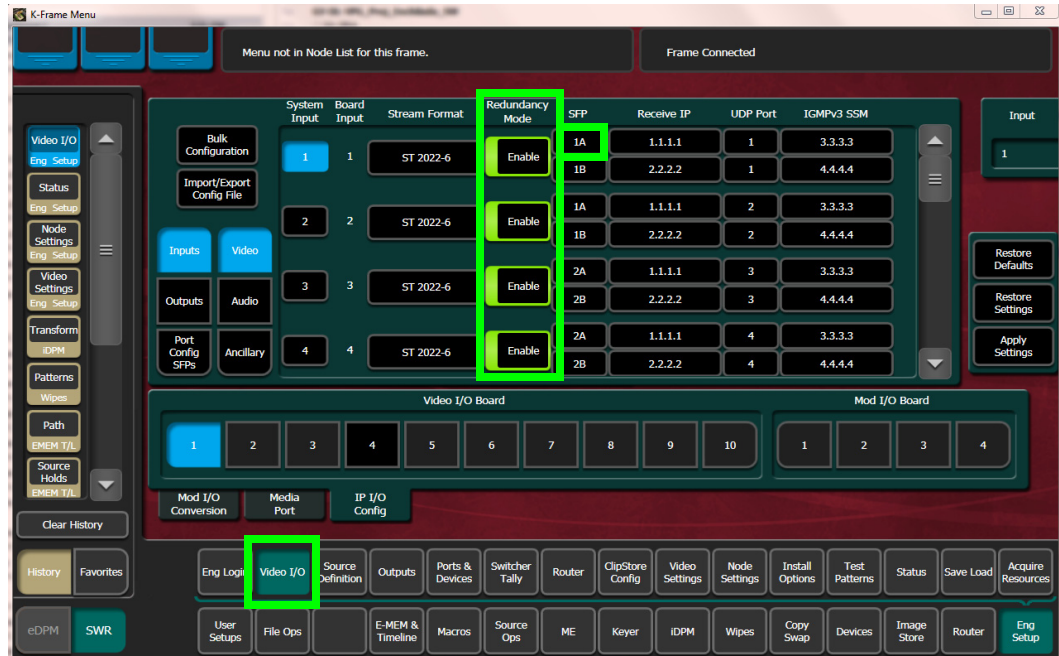 K-Frame Menu
Menu not in Node List for this frame.
Frame Connected
Video I/O
Eng Setup
Status
Eng Setup
Node
Settings
Eng Setup
Video
Settings
Eng Setup
Transform
iDPM
Patterns
Wipes
Path
EMEM T/L
Source
Holds
EMEM T/L
Clear History
History Favorites
eDPM SWR
Bulk
Configuration
Import/Export
Config File
Inputs Video
Outputs Audio
Port
Config
SFPs
Ancillary
System
Input
Board
Input
Stream Format
Redundancy
Mode
SFP
Receive IP
UDP Port
IGMPv3 SSM
1 1 ST 2022-6 Enable
1A 1.1.1.1 1 3.3.3.3
1B 2.2.2.2 1 4.4.4.4
2 2 ST 2022-6 Enable
1A 1.1.1.1 2 3.3.3.3
1B 2.2.2.2 2 4.4.4.4
3 3 ST 2022-6 Enable
2A 1.1.1.1 3 3.3.3.3
2B 2.2.2.2 3 4.4.4.4
4 4 ST 2022-6 Enable
2A 1.1.1.1 4 3.3.3.3
2B 2.2.2.2 4 4.4.4.4
Input
1
Restore
Defaults
Restore
Settings
Apply
Settings
Video I/O Board
1 2 3 4 5 6 7 8 9 10
Mod I/O Board
1 2 3 4
Mod I/O
Conversion
Media
Port
IP I/O
Config
Eng Login
Video I/O
Source
Definition
Outputs
Ports &
Devices
Switcher
Tally
Router
ClipStore
Config
Video
Settings
Node
Settings
Install
Options
Test
Patterns
Status
Save Load
Acquire
Resources
User
Setups
File Ops
E-MEM &
Timeline
Macros
Source
Ops
ME
Keyer
iDPM
Wipes
Copy
Swap
Devices
Image
Store
Router
Eng
Setup